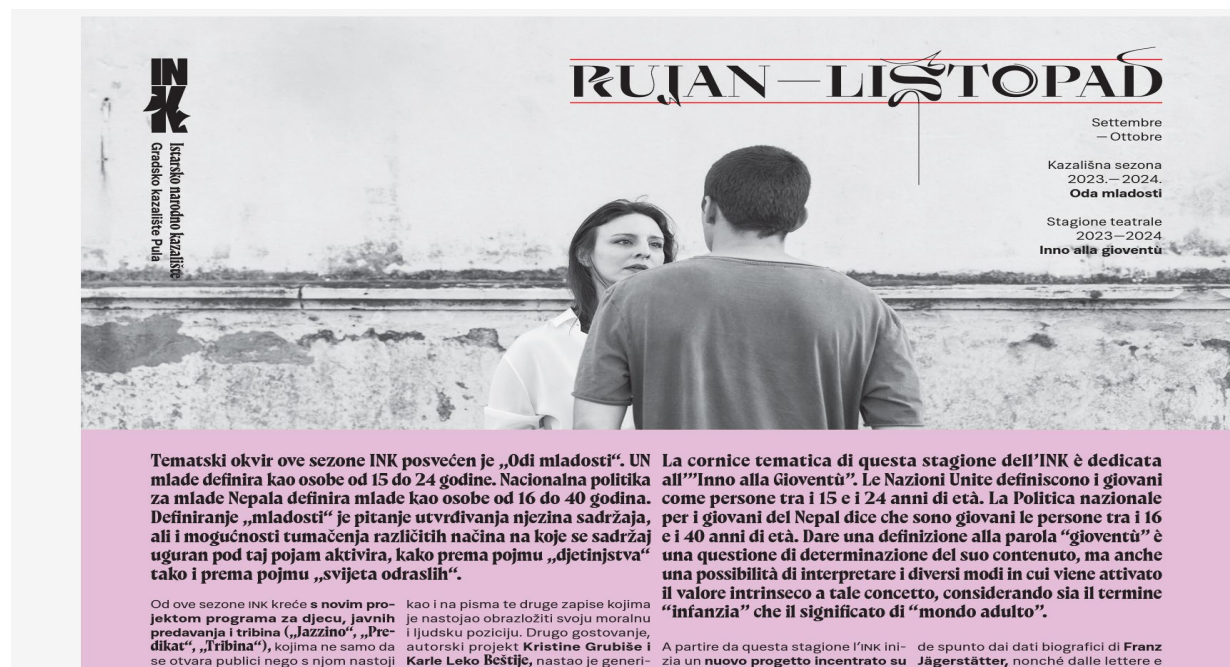 INK
Istarsko narodno kazalište
Gradsko kazalište Pula
RUJAN — LISTOPAD
Settembre
— Ottobre
Kazališna sezona
2023.—2024.
Oda mladosti
Stagione teatrale
2023—2024
Inno alla gioventù
Tematski okvir ove sezone INK posvećen je „Odi mladosti“. UN
mlade definira kao osobe od 15 do 24 godine. Nacionalna politika
za mlade Nepala definira mlade kao osobe od 16 do 40 godina.
Definiranje „mladosti“ je pitanje utvrđivanja njezina sadržaja,
ali i mogućnosti tumačenja različitih načina na koje se sadržaj
uguran pod taj pojam aktivira, kako prema pojmu „djetinjstva“
tako i prema pojmu „svijeta odraslih“.
Od ove sezone INK kreće s novim pro-
jektom programa za djecu, javnih
predavanja i tribina („Jazzino“, „Pre-
dikat“, „Tribina“), kojima ne samo da
se otvara publici nego s njom nastoji
kao i na pisma te druge zapise kojima
je nastojao obrazložiti svoju moralnu
i ljudsku poziciju. Drugo gostovanje,
autorski projekt Kristine Grubiše i
Karle Leko Beštije, nastao je generi-
La cornice tematica di questa stagione dell’INK è dedicata
all’”Inno alla Gioventù”. Le Nazioni Unite definiscono i giovani
come persone tra i 15 e i 24 anni di età. La Politica nazionale
per i giovani del Nepal dice che sono giovani le persone tra i 16
e i 40 anni di età. Dare una definizione alla parola “gioventù” è
una questione di determinazione del suo contenuto, ma anche
una possibilità di interpretare i diversi modi in cui viene attivato
il valore intrinseco a tale concetto, considerando sia il termine
“infanzia” che il significato di “mondo adulto”.
A partire da questa stagione l’INK ini-
zia un nuovo progetto incentrato su
de spunto dai dati biografici di Franz
Jägerstätter, nonché dalle lettere e